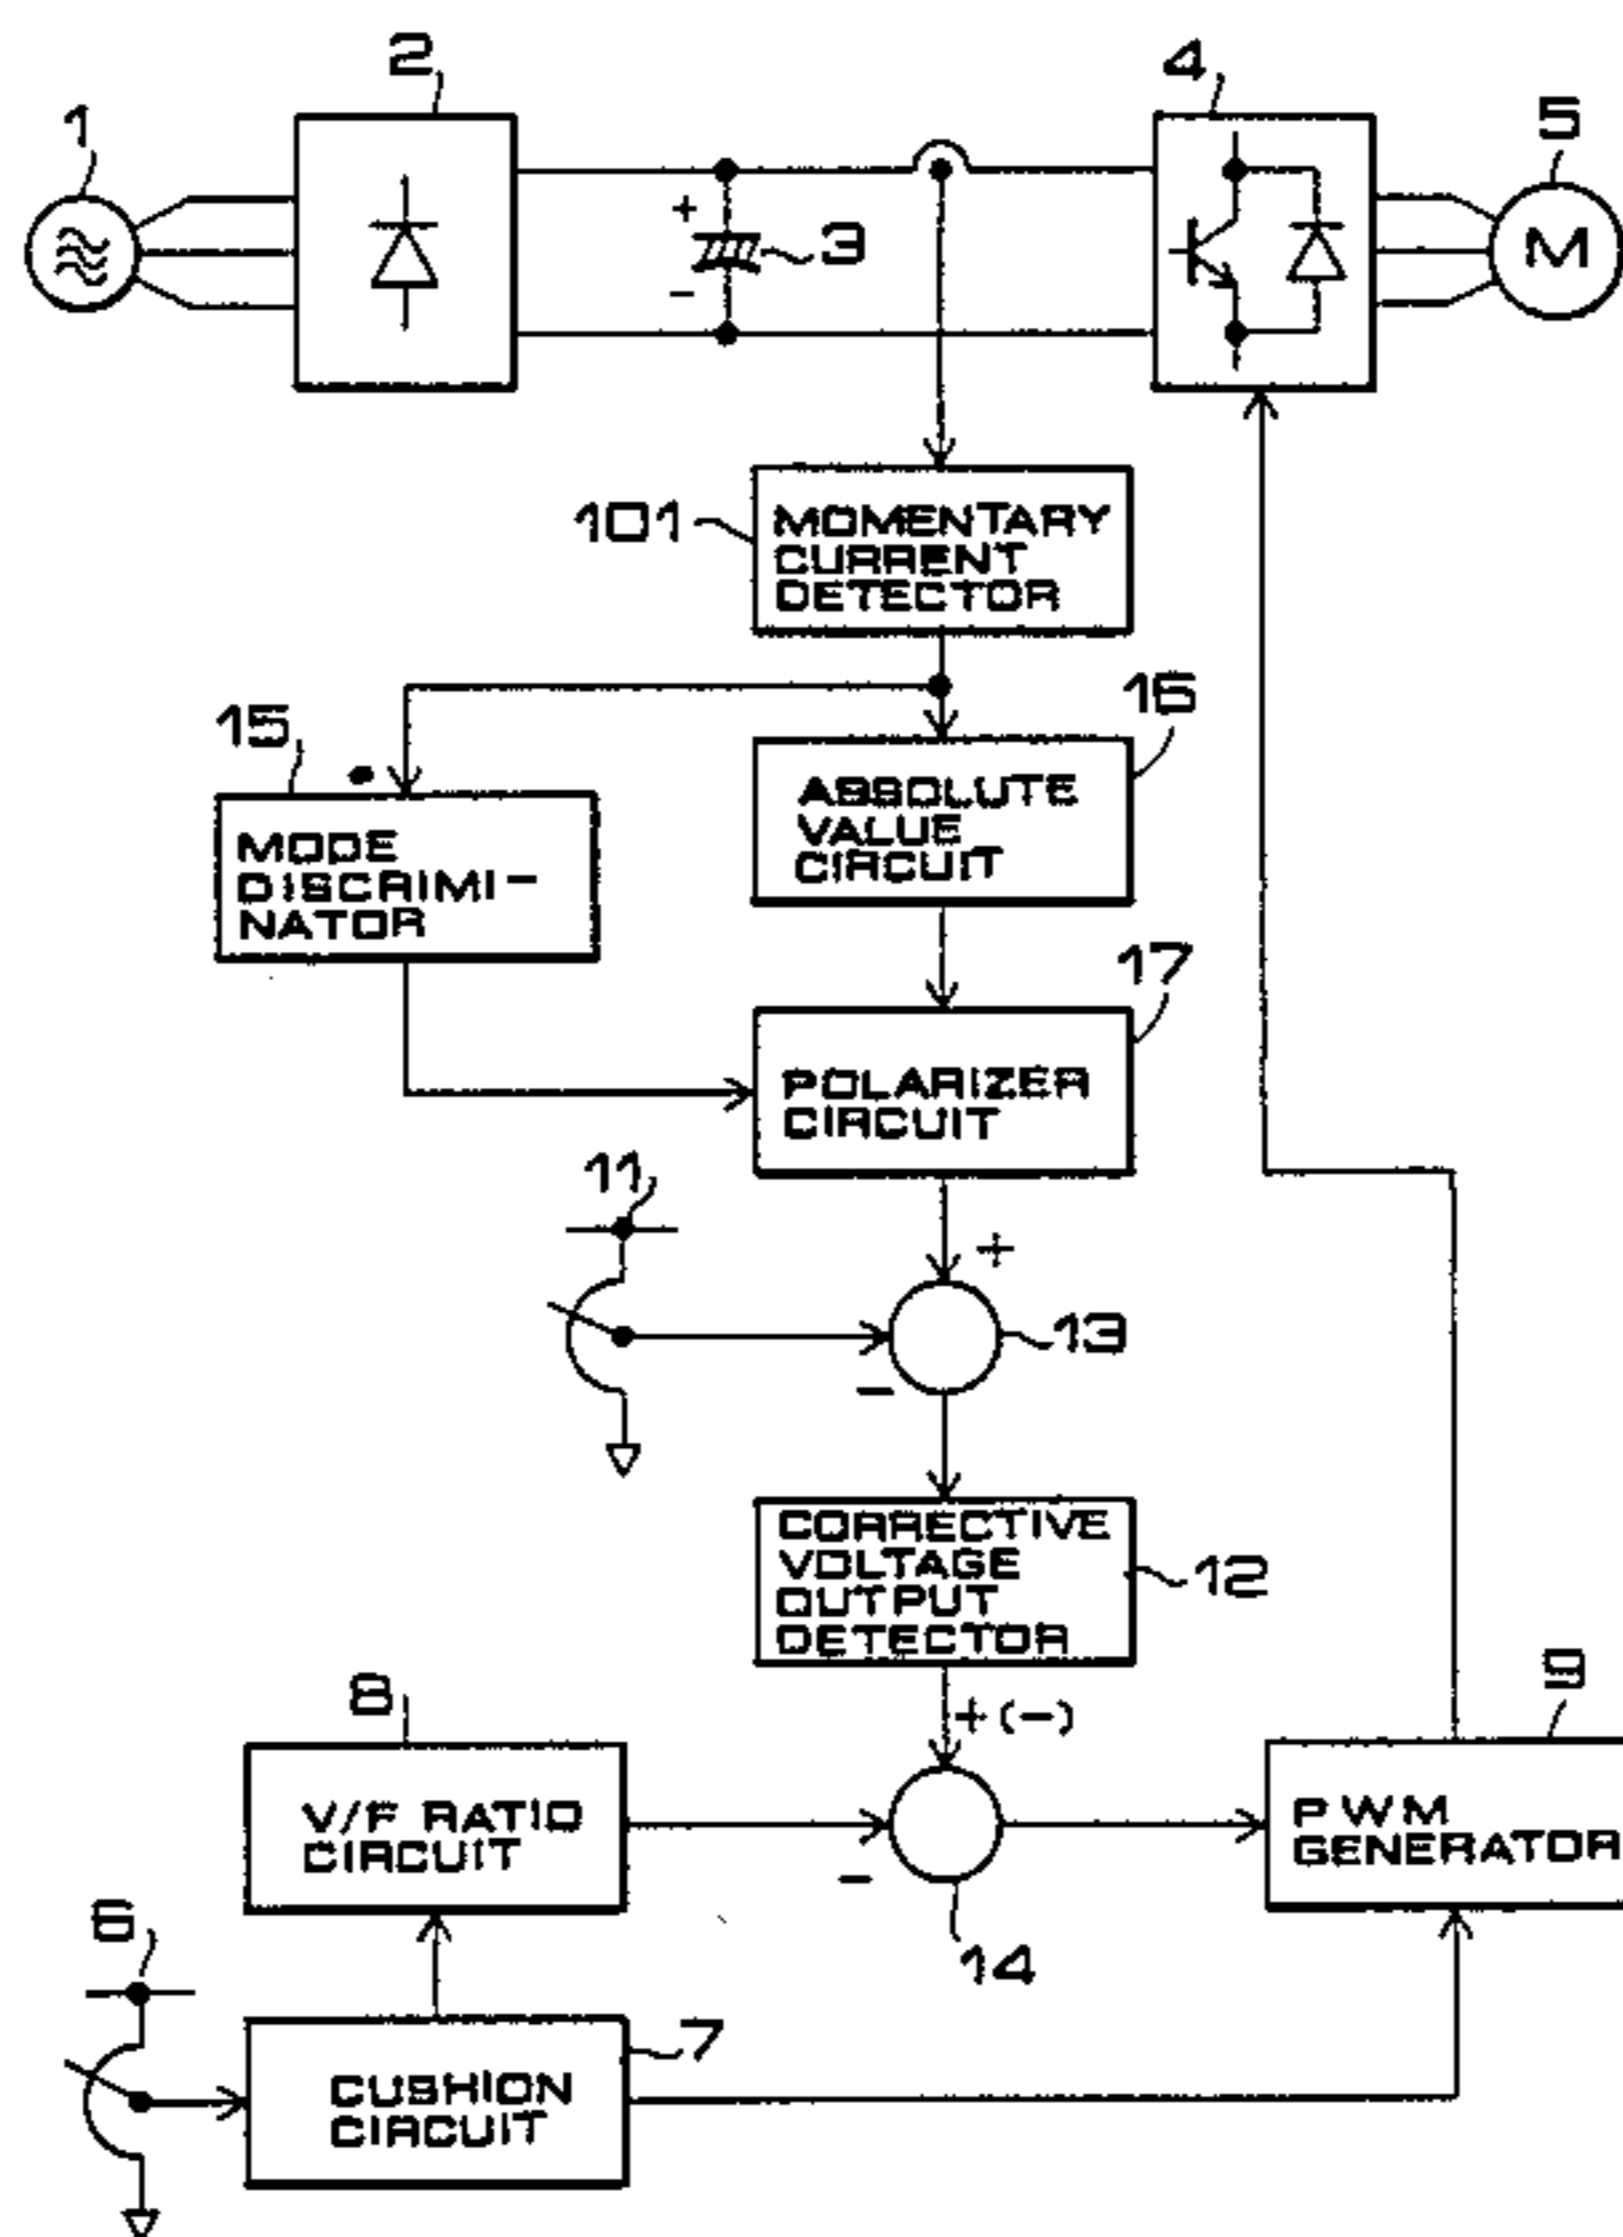 1
2
4
5
+
3
-
M
101
MOMENTARY
CURRENT
DETECTOR
15
16
MODE
DISCRIMI-
NATOR
ABSOLUTE
VALUE
CIRCUIT
17
POLARIZER
CIRCUIT
11
+
13
-
CORRECTIVE
VOLTAGE
OUTPUT
DETECTOR
12
8
+(-)
9
V/F RATIO
CIRCUIT
-
14
PWM
GENERATOR
6
7
CUSHION
CIRCUIT